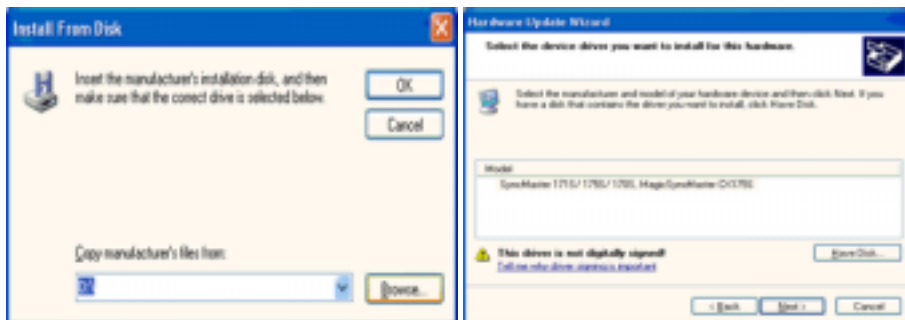 Install From Disk
Insert the manufacturer's installation disk, and then
make sure that the correct drive is selected below.
OK
Cancel
Copy manufacturer's files from:
Browse...
Hardware Update Wizard
Select the device driver you want to install for this hardware.
Select the manufacturer and model of your hardware device and then click Next. If you
have a disk that contains the driver you want to install, click Have Disk.
Model
SyncMaster
This driver is not digitally signed!
Tell me why driver signing is important
Have Disk...
< Back
Next >
Cancel